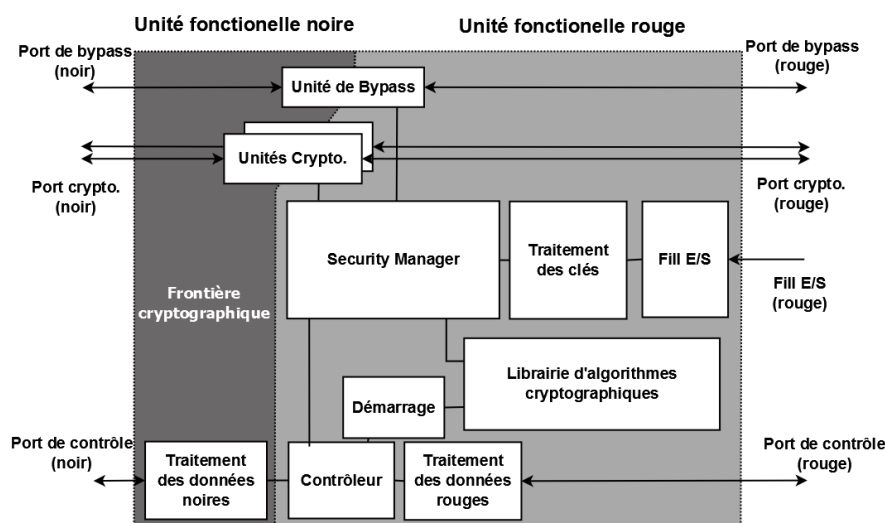 Unité fonctionelle noire
Unité fonctionelle rouge
Port de bypass
(noir)
Port de bypass
(rouge)
Unité de Bypass
Unités Crypto.
Port crypto.
(noir)
Port crypto.
(rouge)
Security Manager
Traitement
des clés
Fill E/S
Fill E/S
(rouge)
Frontière
cryptographique
Librairie d'algorithmes
cryptographiques
Démarrage
Port de contrôle
(noir)
Traitement
des données
noires
Contrôleur
Traitement
des données
rouges
Port de contrôle
(rouge)